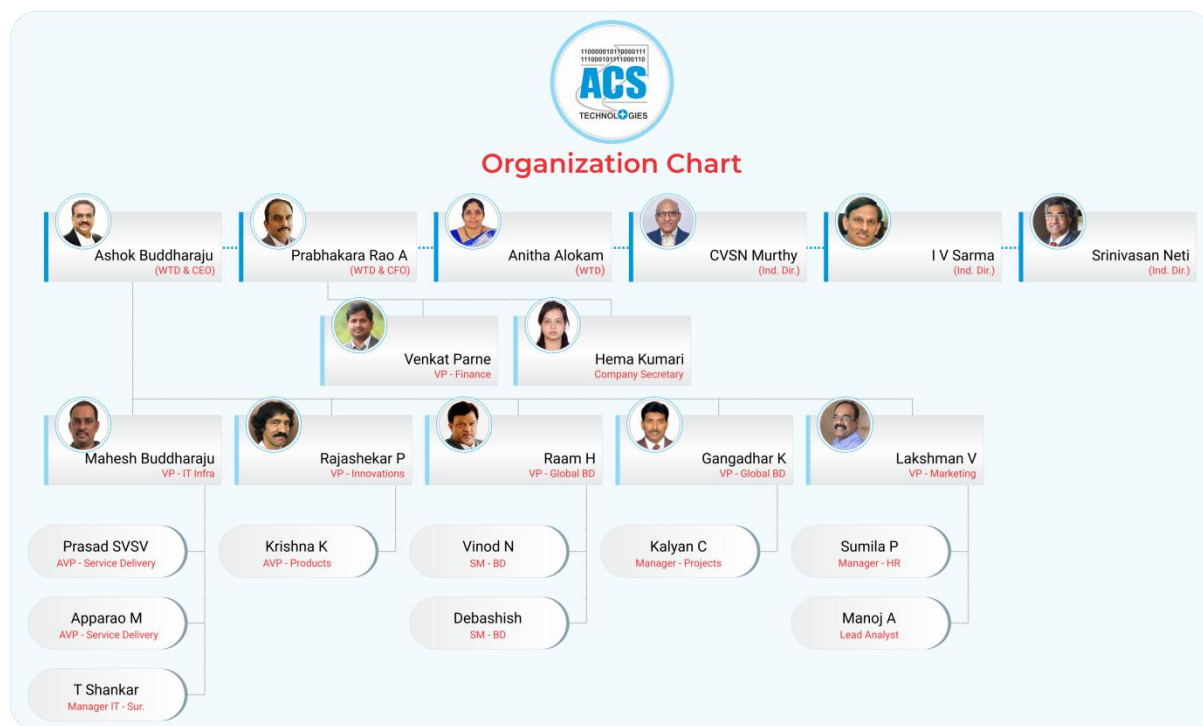 110000010110000111
111000101111000110
ACS
TECHNOLOGIES
Organization Chart
Ashok Buddharaju
(WTD & CEO)
Prabhakara Rao A
(WTD & CFO)
Anitha Alokam
(WTD)
CVSN Murthy
(Ind. Dir.)
I V Sarma
(Ind. Dir.)
Srinivasan Neti
(Ind. Dir.)
Venkat Parne
VP - Finance
Hema Kumari
Company Secretary
Mahesh Buddharaju
VP - IT Infra
Rajashekar P
VP - Innovations
Raam H
VP - Global BD
Gangadhar K
VP - Global BD
Lakshman V
VP - Marketing
Prasad SVSV
AVP - Service Delivery
Krishna K
AVP - Products
Vinod N
SM - BD
Kalyan C
Manager - Projects
Sumila P
Manager - HR
Apparao M
AVP - Service Delivery
Debashish
SM - BD
Manoj A
Lead Analyst
T Shankar
Manager IT - Sur.